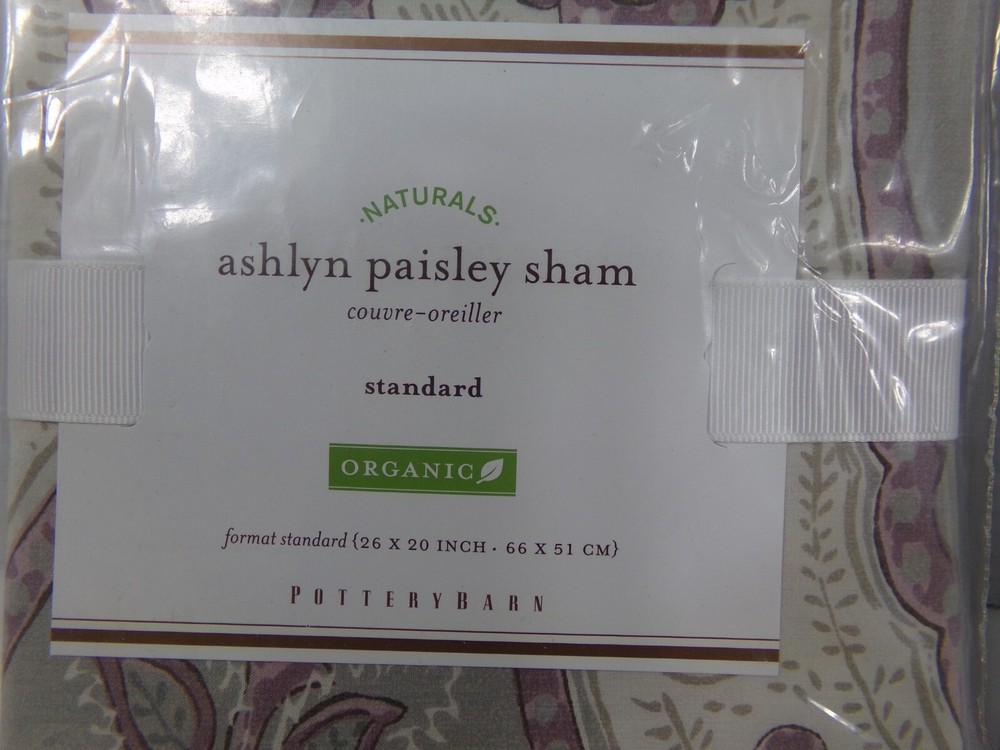 ·NATURALS·
ashlyn paisley sham
couvre-oreiller
standard
ORGANIC
format standard {26 X 20 INCH · 66 X 51 CM}
POTTERYBARN